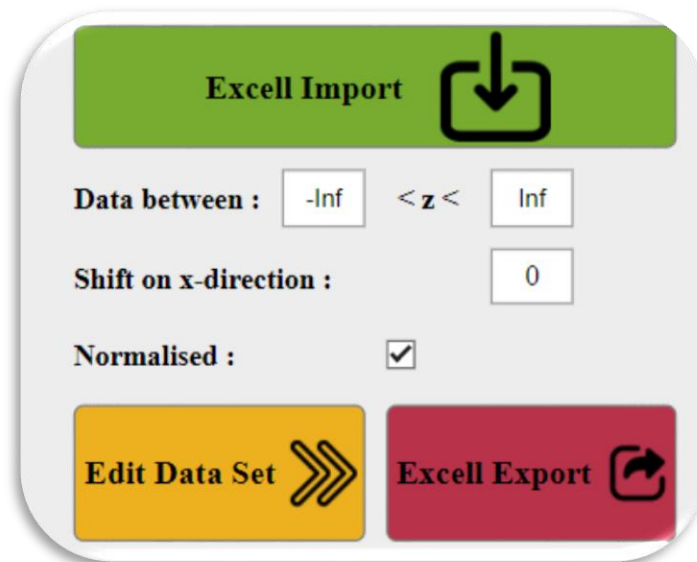 Excell Import
Data between : -Inf < z < Inf
Shift on x-direction : 0
Normalised :
Edit Data Set
Excell Export